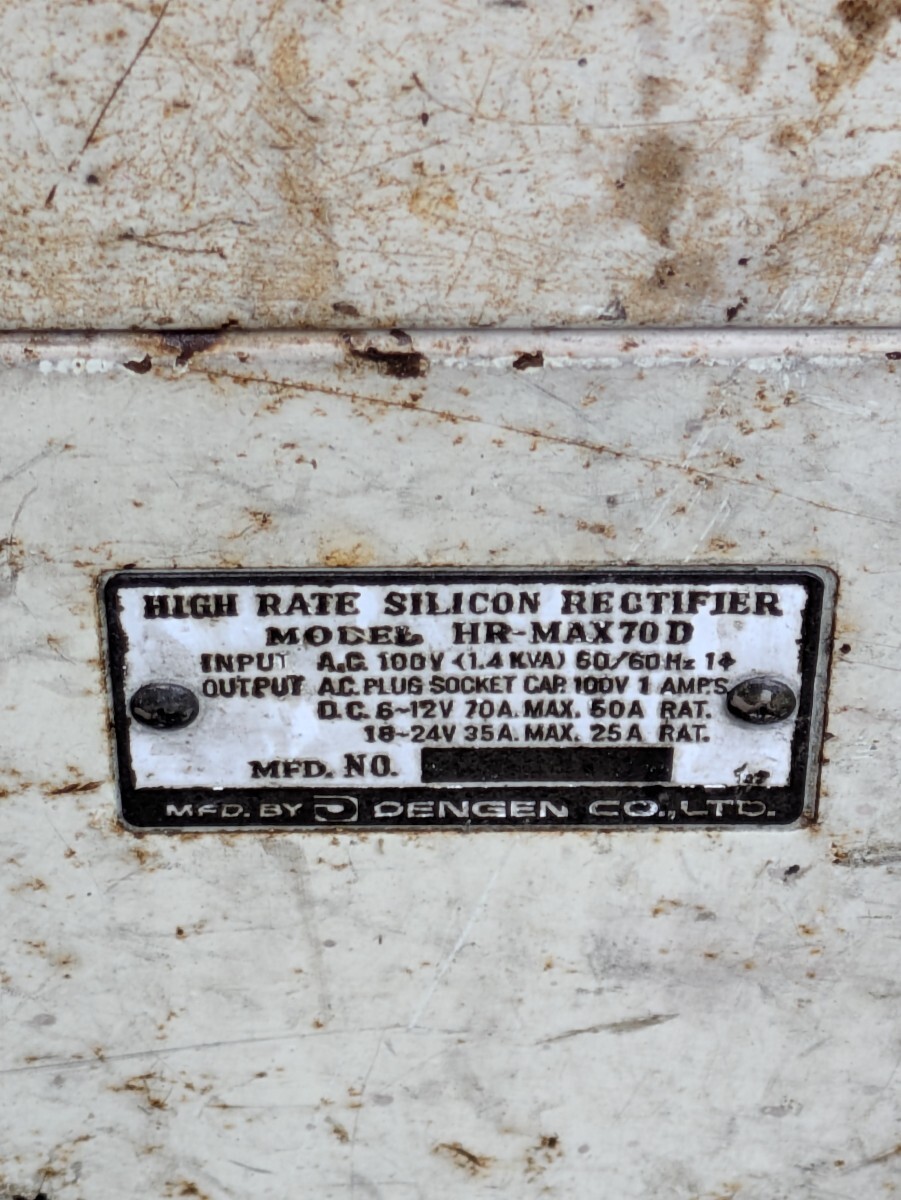 HIGH RATE SILICON RECTIFIER
MODEL HR-MAX70D
INPUT A.C. 100V (1.4 KVA) 50/60Hz 1ϕ
OUTPUT A.C. PLUG SOCKET CAP. 100V 1 AMPS.
D.C. 6~12V 70A. MAX. 50A RAT.
18~24V 35A. MAX. 25A RAT.
MFD. NO.
MFD. BY DENGEN CO., LTD.